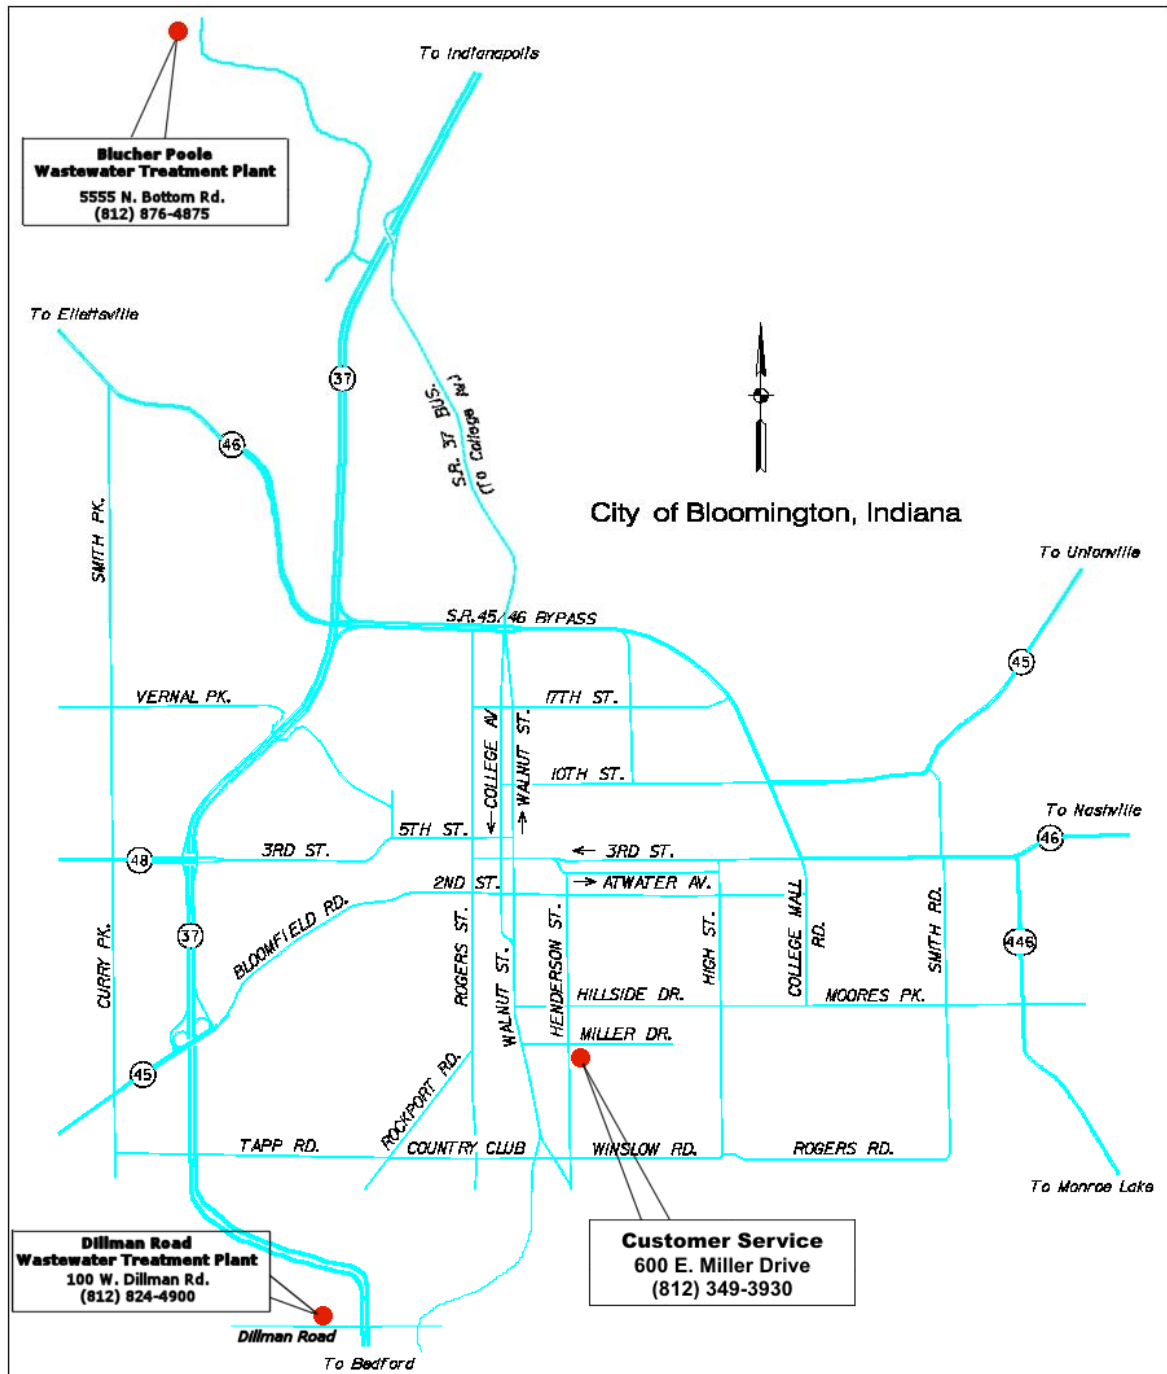 To Indianapolis
Blucher Poole
Wastewater Treatment Plant
5555 N. Bottom Rd.
(812) 876-4875
To Ellettsville
37
S.R. 37 BUS.
(To College Av.)
46
SMITH PK.
City of Bloomington, Indiana
To Unionville
S.R. 45/46 BYPASS
45
VERNAL PK.
17TH ST.
COLLEGE AV
WALNUT ST.
10TH ST.
To Nashville
5TH ST.
46
48
3RD ST.
3RD ST.
2ND ST.
ATWATER AV.
37
BLOOMFIELD RD.
ROGERS ST.
WALNUT ST.
HENDERSON ST.
HIGH ST.
COLLEGE MALL
RD.
SMITH RD.
446
CURRY PK.
HILLSIDE DR.
MOORES PK.
MILLER DR.
45
ROCKPORT RD.
TAPP RD.
COUNTRY CLUB
WINSLOW RD.
ROGERS RD.
To Monroe Lake
Dillman Road
Wastewater Treatment Plant
100 W. Dillman Rd.
(812) 824-4900
Customer Service
600 E. Miller Drive
(812) 349-3930
Dillman Road
To Bedford